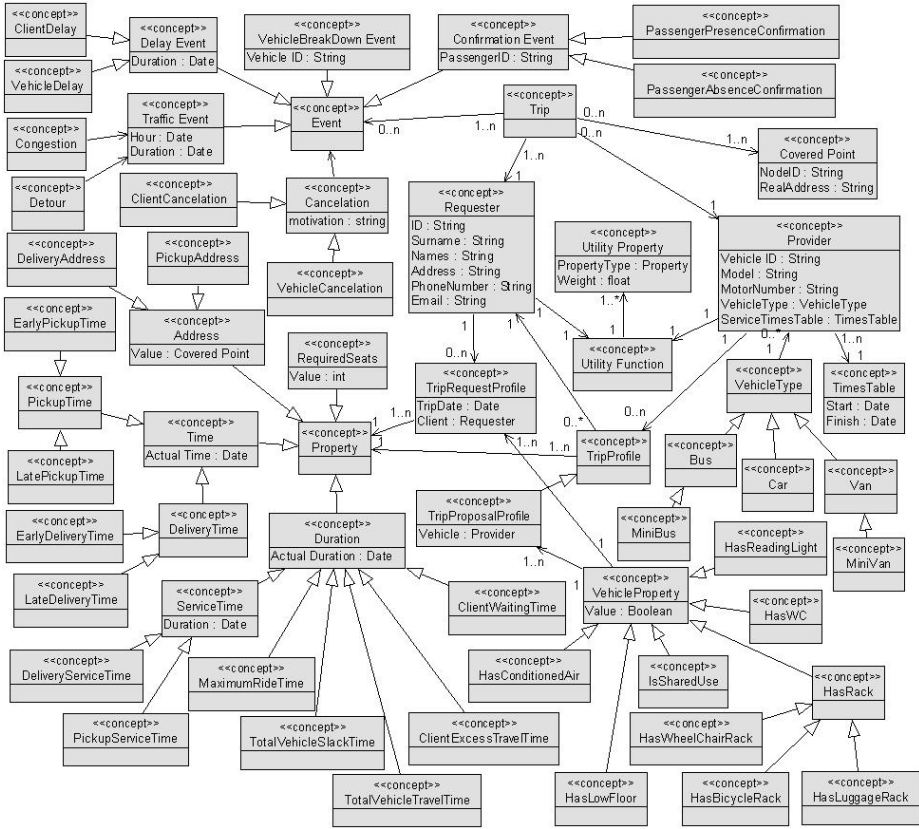 <<concept>>
ClientDelay
<<concept>>
Delay Event
Duration : Date
<<concept>>
VehicleBreakDown Event
Vehicle ID : String
<<concept>>
Confirmation Event
PassengerID : String
<<concept>>
PassengerPresenceConfirmation
<<concept>>
VehicleDelay
<<concept>>
PassengerAbsenceConfirmation
<<concept>>
Traffic Event
Hour : Date
Duration : Date
<<concept>>
Event
<<concept>>
Trip
0..n
1..n
0..n
0..n
<<concept>>
Congestion
<<concept>>
Detour
1..n
<<concept>>
Covered Point
NodeID : String
RealAddress : String
1..n
1
1
<<concept>>
ClientCancelation
<<concept>>
Cancelation
motivation : string
<<concept>>
Requester
ID : String
Surname : String
Names : String
Address : String
PhoneNumber : String
Email : String
<<concept>>
Utility Property
PropertyType : Property
Weight : float
<<concept>>
Provider
Vehicle ID : String
Model : String
MotorNumber : String
VehicleType : VehicleType
ServiceTimesTable : TimesTable
<<concept>>
DeliveryAddress
<<concept>>
PickupAddress
<<concept>>
VehicleCancelation
<<concept>>
EarlyPickupTime
<<concept>>
Address
Value : Covered Point
<<concept>>
RequiredSeats
Value : int
1..*
1
1
1
1
1
1
1
1
0..*
1
1..n
0..n
<<concept>>
Utility Function
<<concept>>
VehicleType
<<concept>>
TimesTable
Start : Date
Finish : Date
<<concept>>
PickupTime
<<concept>>
TripRequestProfile
TripDate : Date
Client : Requester
1..n
1
1
0..*
0..n
<<concept>>
Time
Actual Time : Date
<<concept>>
Property
1..n
1..n
<<concept>>
TripProfile
<<concept>>
Bus
<<concept>>
Car
<<concept>>
Van
<<concept>>
LatePickupTime
<<concept>>
EarlyDeliveryTime
<<concept>>
DeliveryTime
<<concept>>
Duration
Actual Duration : Date
<<concept>>
TripProposalProfile
Vehicle : Provider
<<concept>>
MiniBus
<<concept>>
HasReadingLight
<<concept>>
MiniVan
1..n
1
<<concept>>
LateDeliveryTime
<<concept>>
ServiceTime
Duration : Date
<<concept>>
ClientWaitingTime
<<concept>>
VehicleProperty
Value : Boolean
<<concept>>
HasWC
<<concept>>
DeliveryServiceTime
<<concept>>
MaximumRideTime
<<concept>>
HasConditionedAir
<<concept>>
IsSharedUse
<<concept>>
HasRack
<<concept>>
PickupServiceTime
<<concept>>
TotalVehicleSlackTime
<<concept>>
ClientExcessTravelTime
<<concept>>
HasWheelChairRack
<<concept>>
TotalVehicleTravelTime
<<concept>>
HasLowFloor
<<concept>>
HasBicycleRack
<<concept>>
HasLuggageRack